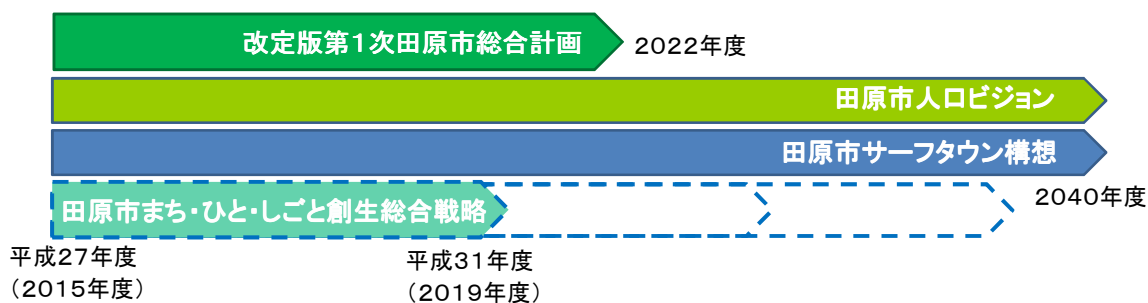 改定版第１次田原市総合計画
2022年度
田原市人口ビジョン
田原市サーフタウン構想
2040年度
田原市まち・ひと・しごと創生総合戦略
平成27年度
（2015年度）
平成31年度
（2019年度）